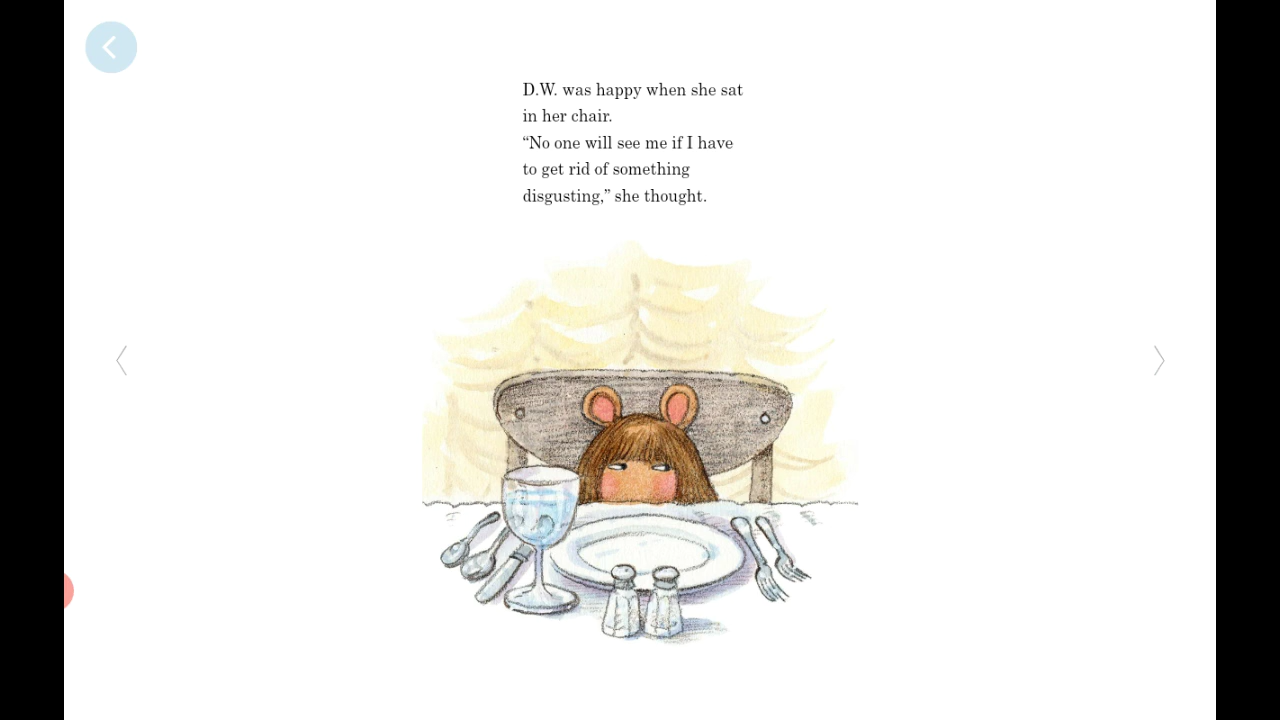 D.W. was happy when she sat
in her chair.
“No one will see me if I have
to get rid of something
disgusting,” she thought.